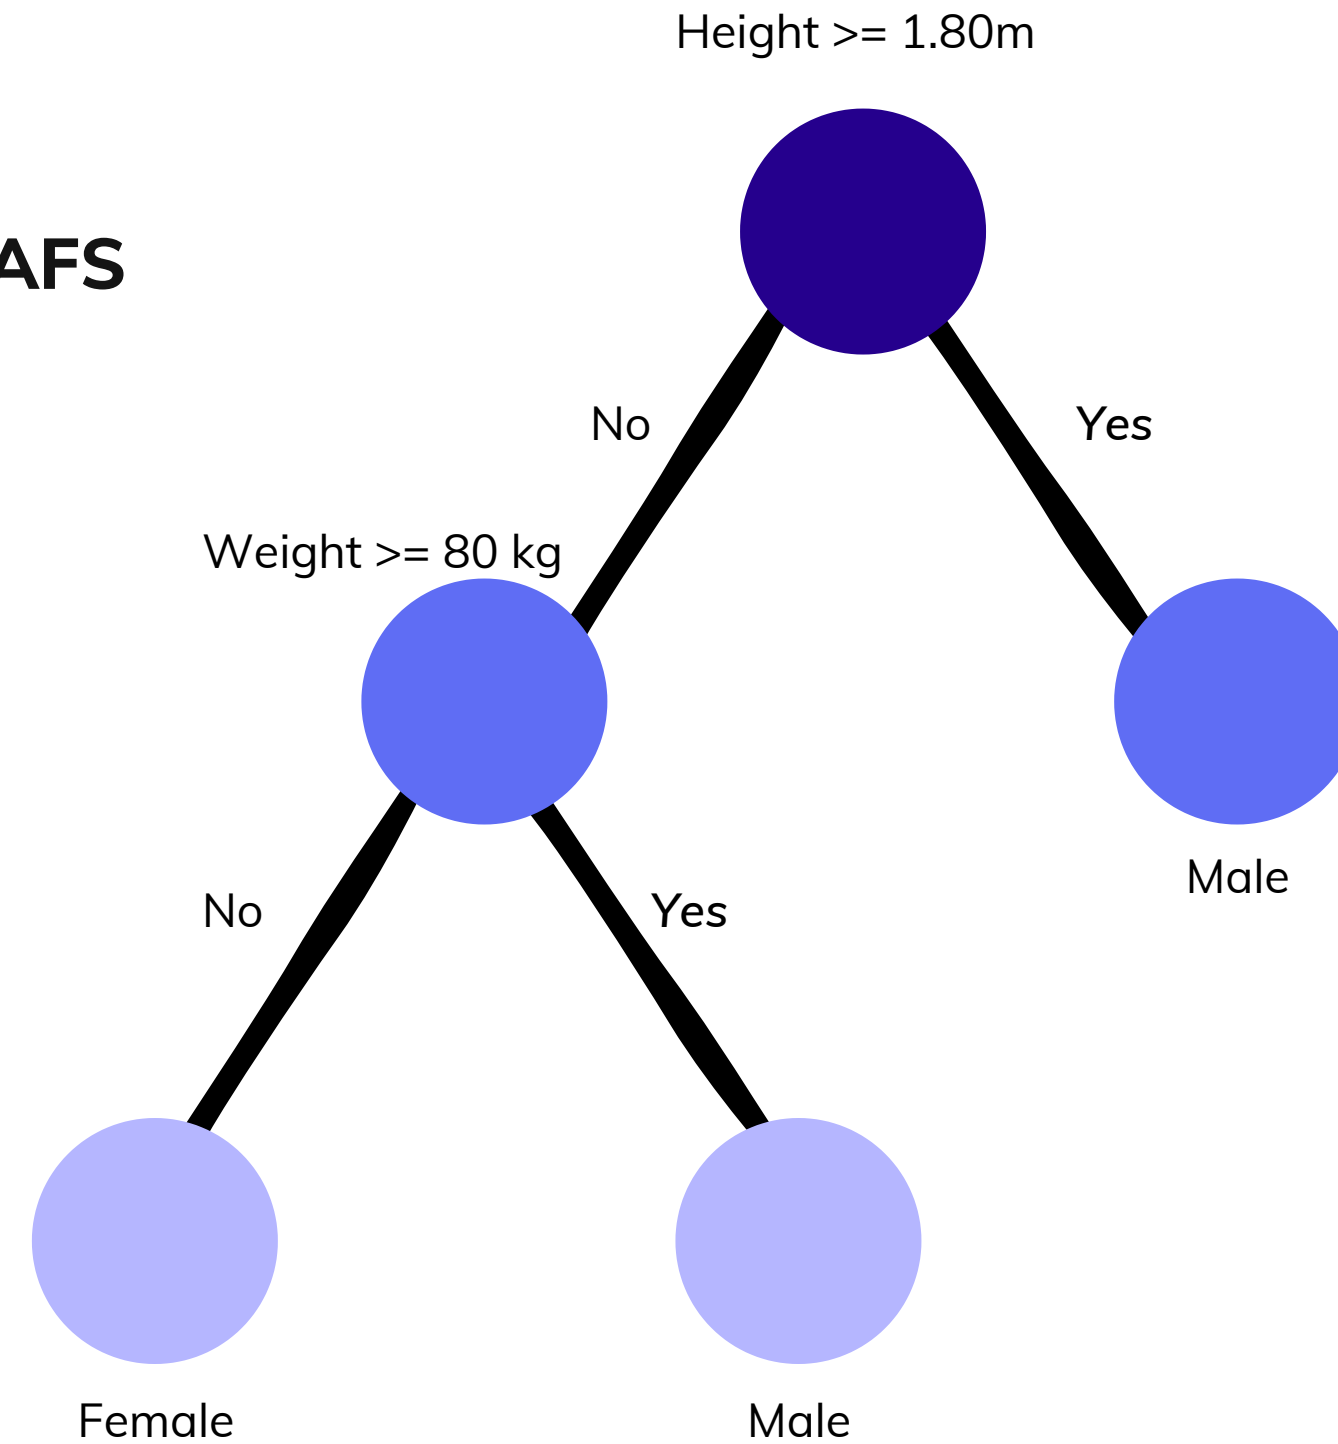 Height >= 1.80m
AFS
No
Yes
Weight >= 80 kg
Male
No
Yes
Female
Male